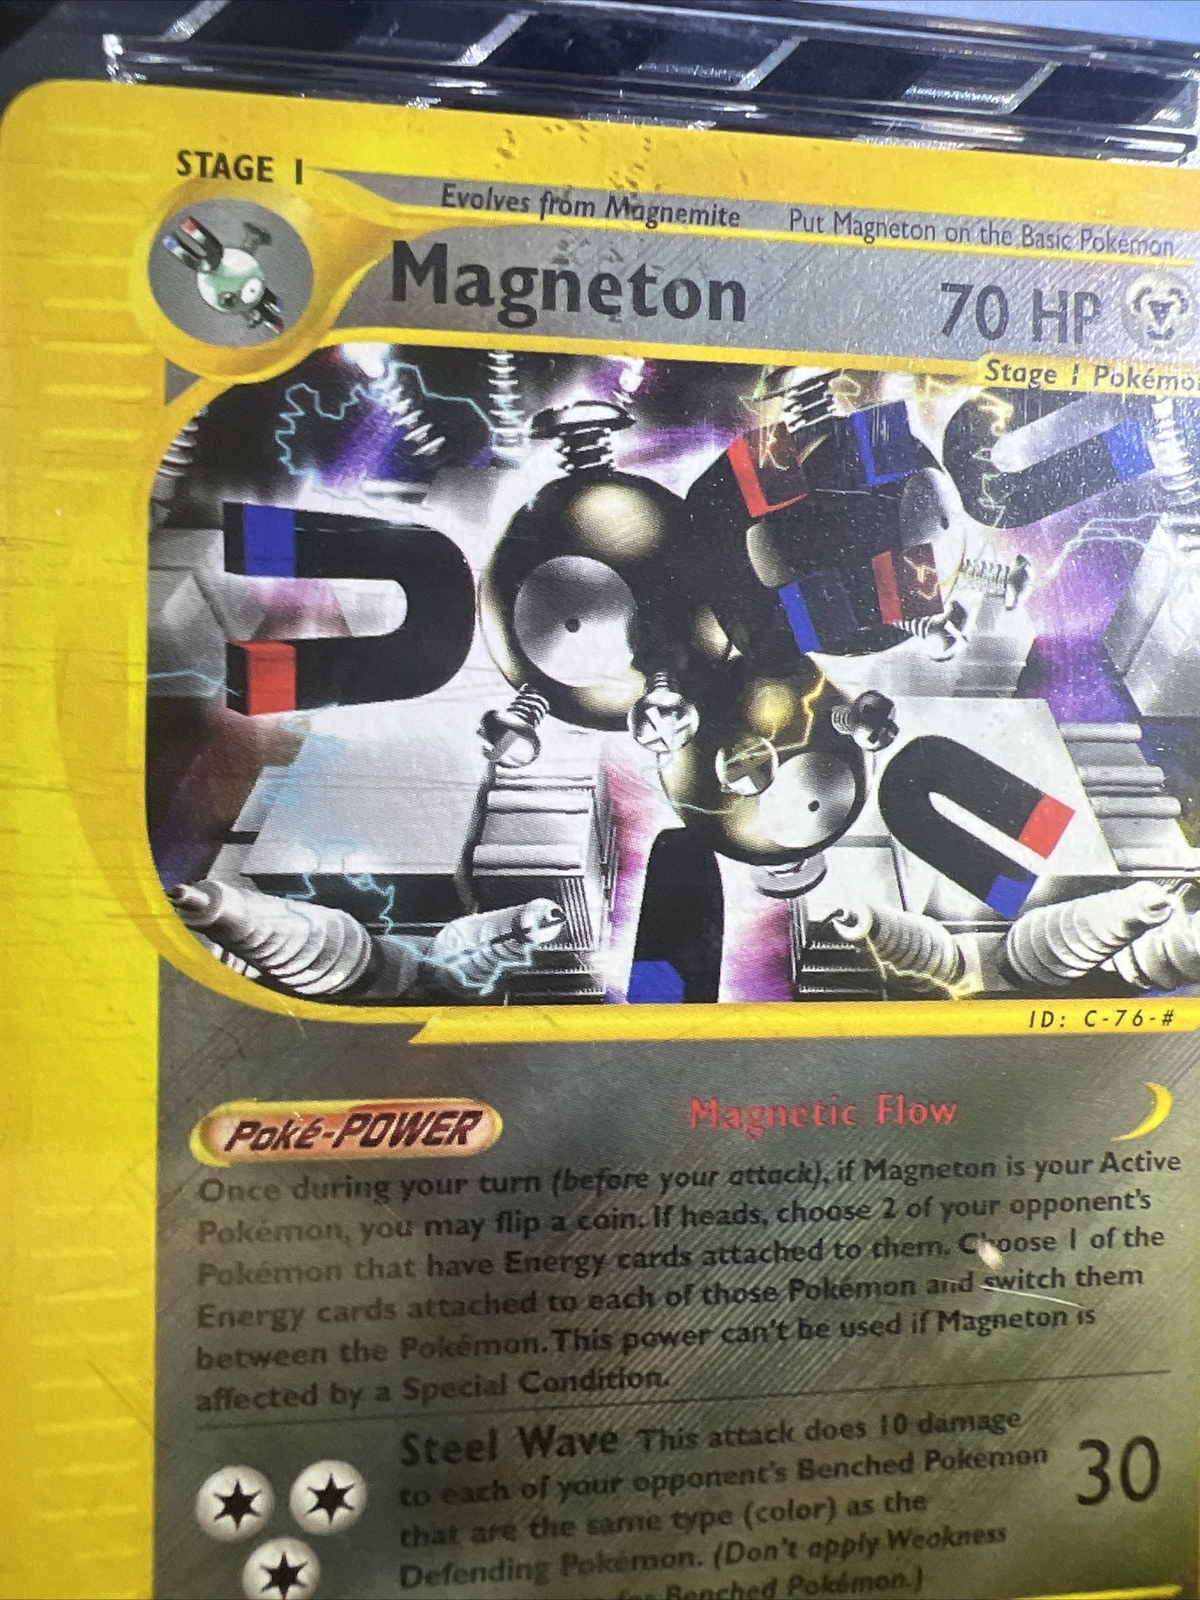 STAGE 1
Evolves from Magnemite Put Magneton on the Basic Pokémon
Magneton 70 HP
Stage 1 Pokémo
ID: C-76-#
Poké-POWER Magnetic Flow
Once during your turn (before your attack), if Magneton is your Active
Pokémon, you may flip a coin. If heads, choose 2 of your opponent's
Pokémon that have Energy cards attached to them. Choose 1 of the
Energy cards attached to each of those Pokémon and switch them
between the Pokémon. This power can't be used if Magneton is
affected by a Special Condition.
Steel Wave This attack does 10 damage
to each of your opponent's Benched Pokémon
that are the same type (color) as the
Defending Pokémon. (Don't apply Weakness
for Benched Pokémon.)
30